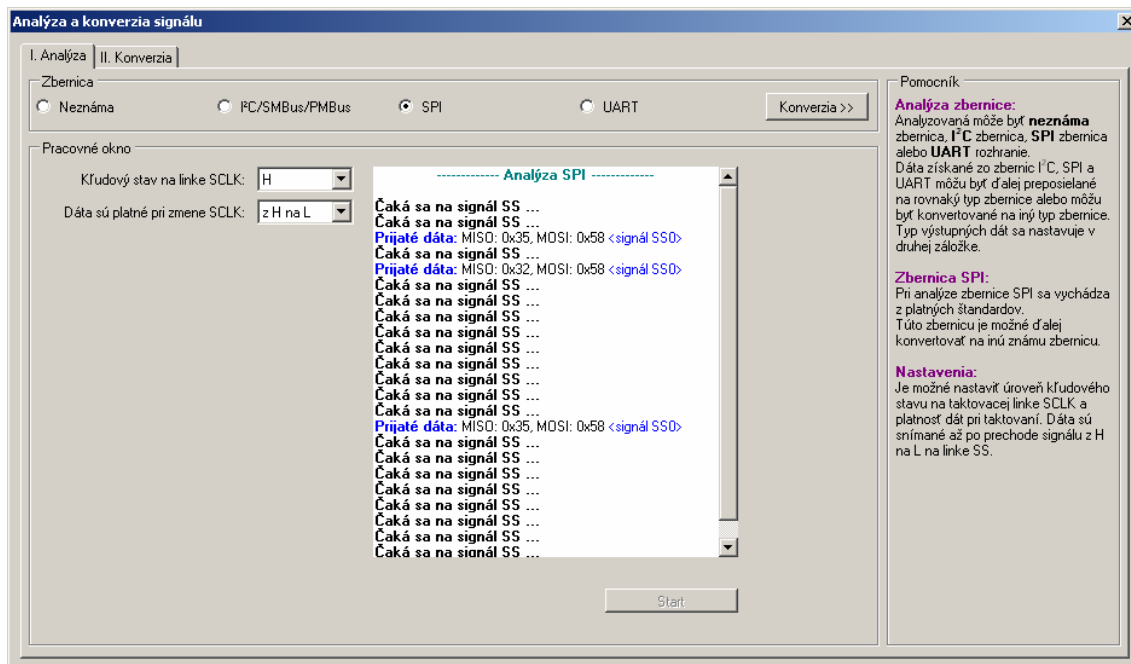 Analýza a konverzia signálu
I. Analýza
II. Konverzia
Zbernica
Neznáma
I²C/SMBus/PMBus
SPI
UART
Konverzia >>
Pracovné okno
Kľudový stav na linke SCLK:
H
Dáta sú platné pri zmene SCLK:
z H na L
------------- Analýza SPI -------------
Čaká sa na signál SS ...
Čaká sa na signál SS ...
Prijaté dáta: MISO: 0x35, MOSI: 0x58 <signál SS0>
Čaká sa na signál SS ...
Prijaté dáta: MISO: 0x32, MOSI: 0x58 <signál SS0>
Čaká sa na signál SS ...
Čaká sa na signál SS ...
Čaká sa na signál SS ...
Čaká sa na signál SS ...
Čaká sa na signál SS ...
Čaká sa na signál SS ...
Čaká sa na signál SS ...
Čaká sa na signál SS ...
Čaká sa na signál SS ...
Prijaté dáta: MISO: 0x35, MOSI: 0x58 <signál SS0>
Čaká sa na signál SS ...
Čaká sa na signál SS ...
Čaká sa na signál SS ...
Čaká sa na signál SS ...
Čaká sa na signál SS ...
Čaká sa na signál SS ...
Čaká sa na signál SS ...
Čaká sa na signál SS ...
Start
Pomocník
Analýza zbernice:
Analyzovaná môže byť neznáma
zbernica, I²C zbernica, SPI zbernica
alebo UART rozhranie.
Dáta získané zo zbernic I²C, SPI a
UART môžu byť ďalej preposielané
na rovnaký typ zbernice alebo môžu
byť konvertované na iný typ zbernice.
Typ výstupných dát sa nastavuje v
druhej záložke.
Zbernica SPI:
Pri analýze zbernice SPI sa vychádza
z platných štandardov.
Túto zbernicu je možné ďalej
konvertovať na inú známu zbernicu.
Nastavenia:
Je možné nastaviť úroveň kľudového
stavu na taktovacej linke SCLK a
platnosť dát pri taktovaní. Dáta sú
snímané až po prechode signálu z H
na L na linke SS.